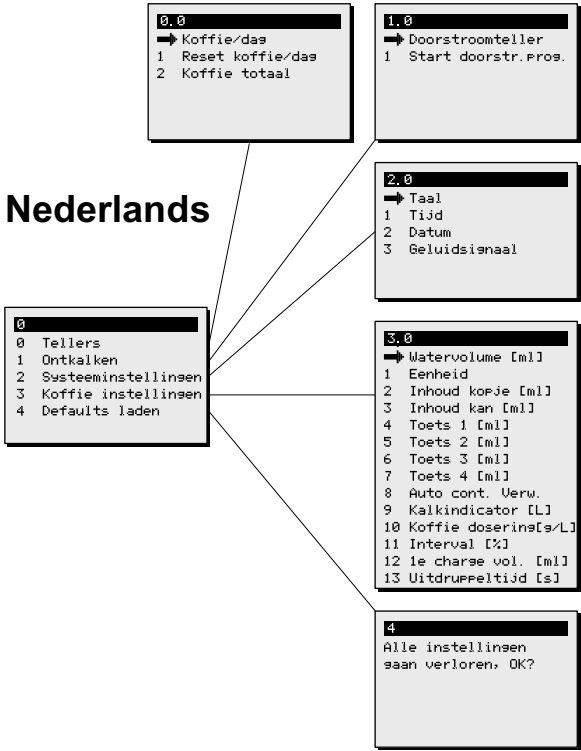 0.0
Koffie/dag
1 Reset koffie/dag
2 Koffie totaal
1.0
Doorstroomteller
1 Start doorstr.prog.
Nederlands
2.0
Taal
1 Tijd
2 Datum
3 Geluidsignaal
0
0 Tellers
1 Ontkalken
2 Systeeminstellingen
3 Koffie instellingen
4 Defaults laden
3.0
Watervolume [ml]
1 Eenheid
2 Inhoud kopje [ml]
3 Inhoud kan [ml]
4 Toets 1 [ml]
5 Toets 2 [ml]
6 Toets 3 [ml]
7 Toets 4 [ml]
8 Auto cont. Verw.
9 Kalkindicator [L]
10 Koffie dosering[g/L]
11 Interval [%]
12 1e charge vol. [ml]
13 Uitdruppeltijd [s]
4
Alle instellingen
gaan verloren, OK?